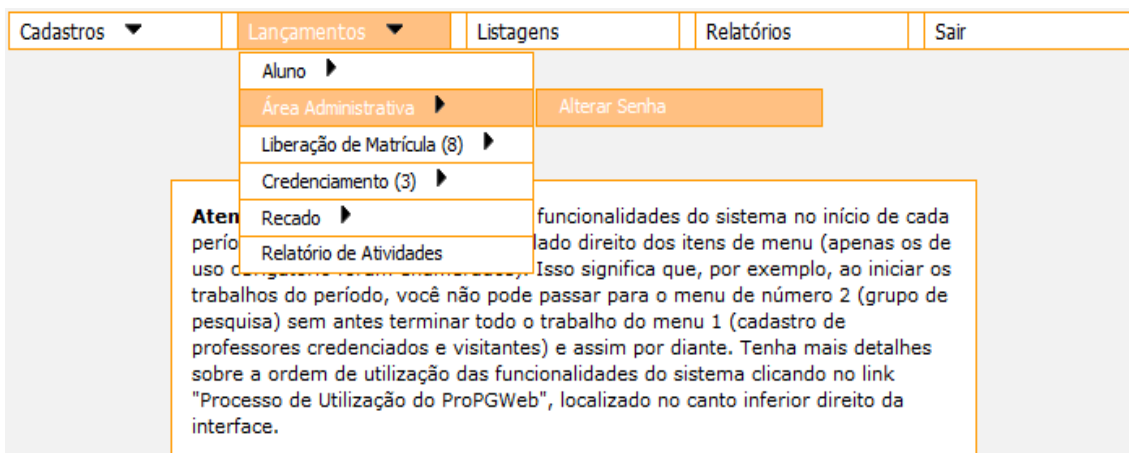 Cadastros Lançamentos Listagens Relatórios Sair
Aluno
Área Administrativa Alterar Senha
Liberação de Matrícula (8)
Credenciamento (3)
Recado
Relatório de Atividades
Aten funcionalidades do sistema no início de cada
perío lado direito dos itens de menu (apenas os de
uso Isso significa que, por exemplo, ao iniciar os
trabalhos do período, você não pode passar para o menu de número 2 (grupo de
pesquisa) sem antes terminar todo o trabalho do menu 1 (cadastro de
professores credenciados e visitantes) e assim por diante. Tenha mais detalhes
sobre a ordem de utilização das funcionalidades do sistema clicando no link
"Processo de Utilização do ProPGWeb", localizado no canto inferior direito da
interface.